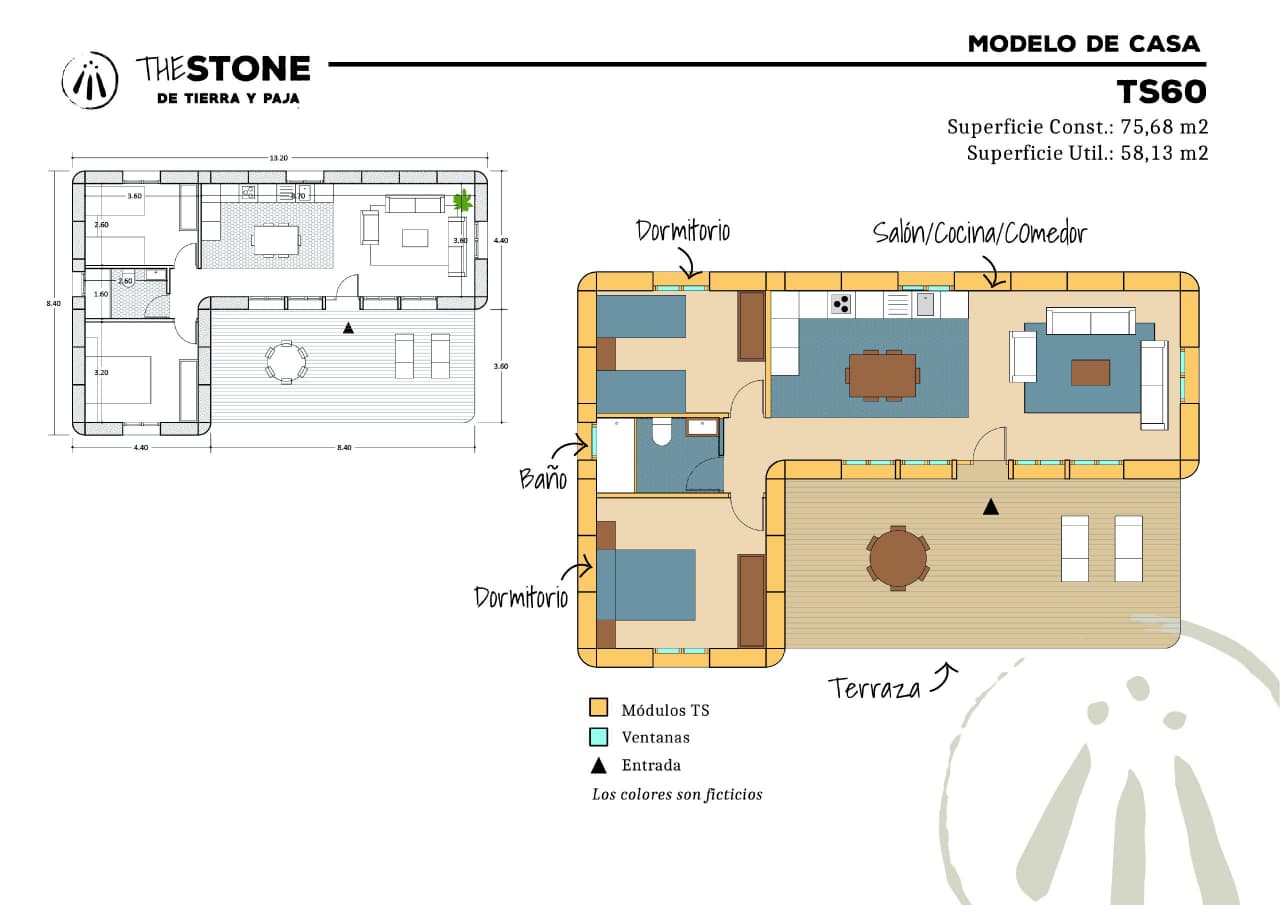 THESTONE
DE TIERRA Y PAJA
MODELO DE CASA
TS60
Superficie Const.: 75,68 m2
Superficie Util.: 58,13 m2
13.20
3.60
2.60
3.60
4.40
2.60
1.60
8.40
3.20
3.60
4.40
8.40
Dormitorio
Salón/Cocina/COmedor
Baño
Dormitorio
Terraza
Módulos TS
Ventanas
Entrada
Los colores son ficticios